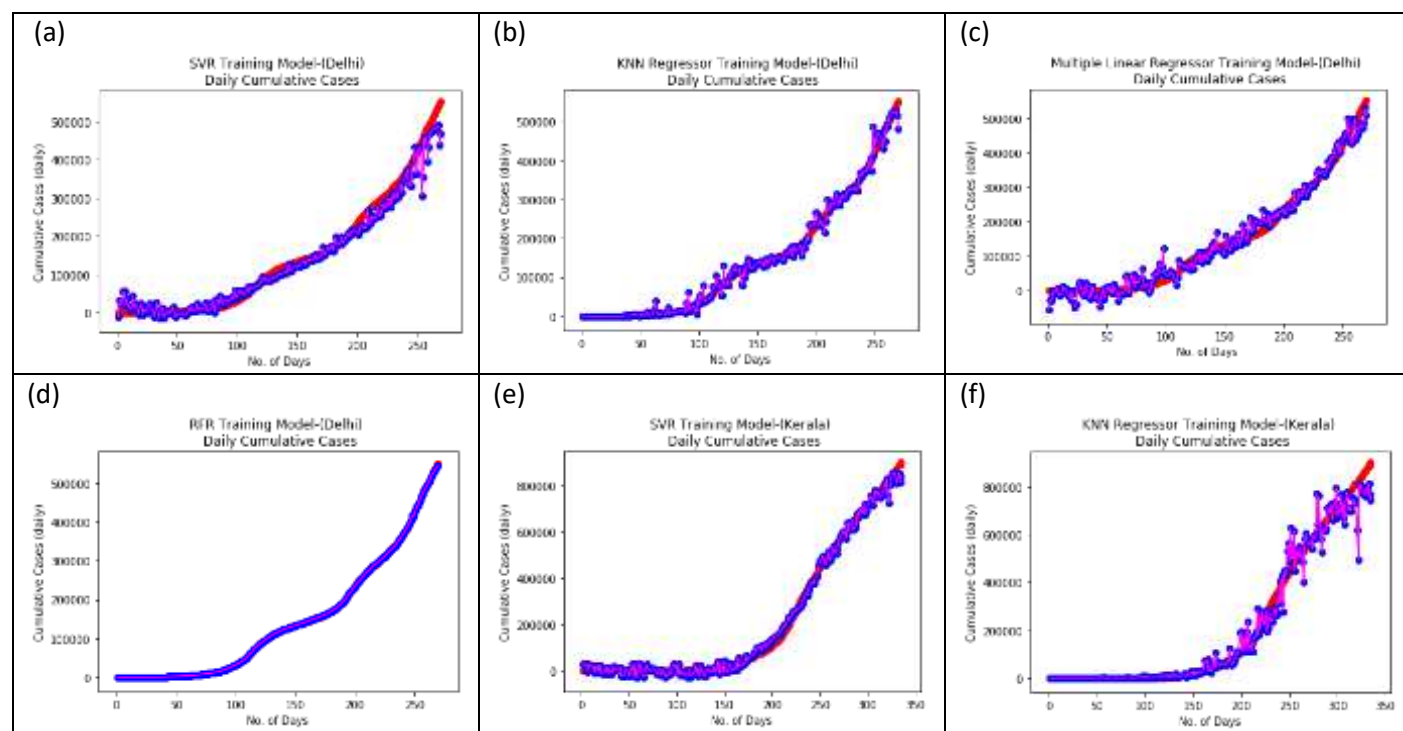 (a)
SVR Training Model-(Delhi)
Daily Cumulative Cases
Cumulative Cases (daily)
500000
400000
300000
200000
100000
0
0 50 100 150 200 250
No. of Days
(b)
KNN Regressor Training Model-(Delhi)
Daily Cumulative Cases
Cumulative Cases (daily)
500000
400000
300000
200000
100000
0
0 50 100 150 200 250
No. of Days
(c)
Multiple Linear Regressor Training Model-(Delhi)
Daily Cumulative Cases
Cumulative Cases (daily)
500000
400000
300000
200000
100000
0
0 50 100 150 200 250
No. of Days
(d)
RFR Training Model-(Delhi)
Daily Cumulative Cases
Cumulative Cases (daily)
500000
400000
300000
200000
100000
0
0 50 100 150 200 250
No. of Days
(e)
SVR Training Model-(Kerala)
Daily Cumulative Cases
Cumulative Cases (daily)
800000
600000
400000
200000
0
0 50 100 150 200 250 300 350
No. of Days
(f)
KNN Regressor Training Model-(Kerala)
Daily Cumulative Cases
Cumulative Cases (daily)
800000
600000
400000
200000
0
0 50 100 150 200 250 300 350
No. of Days